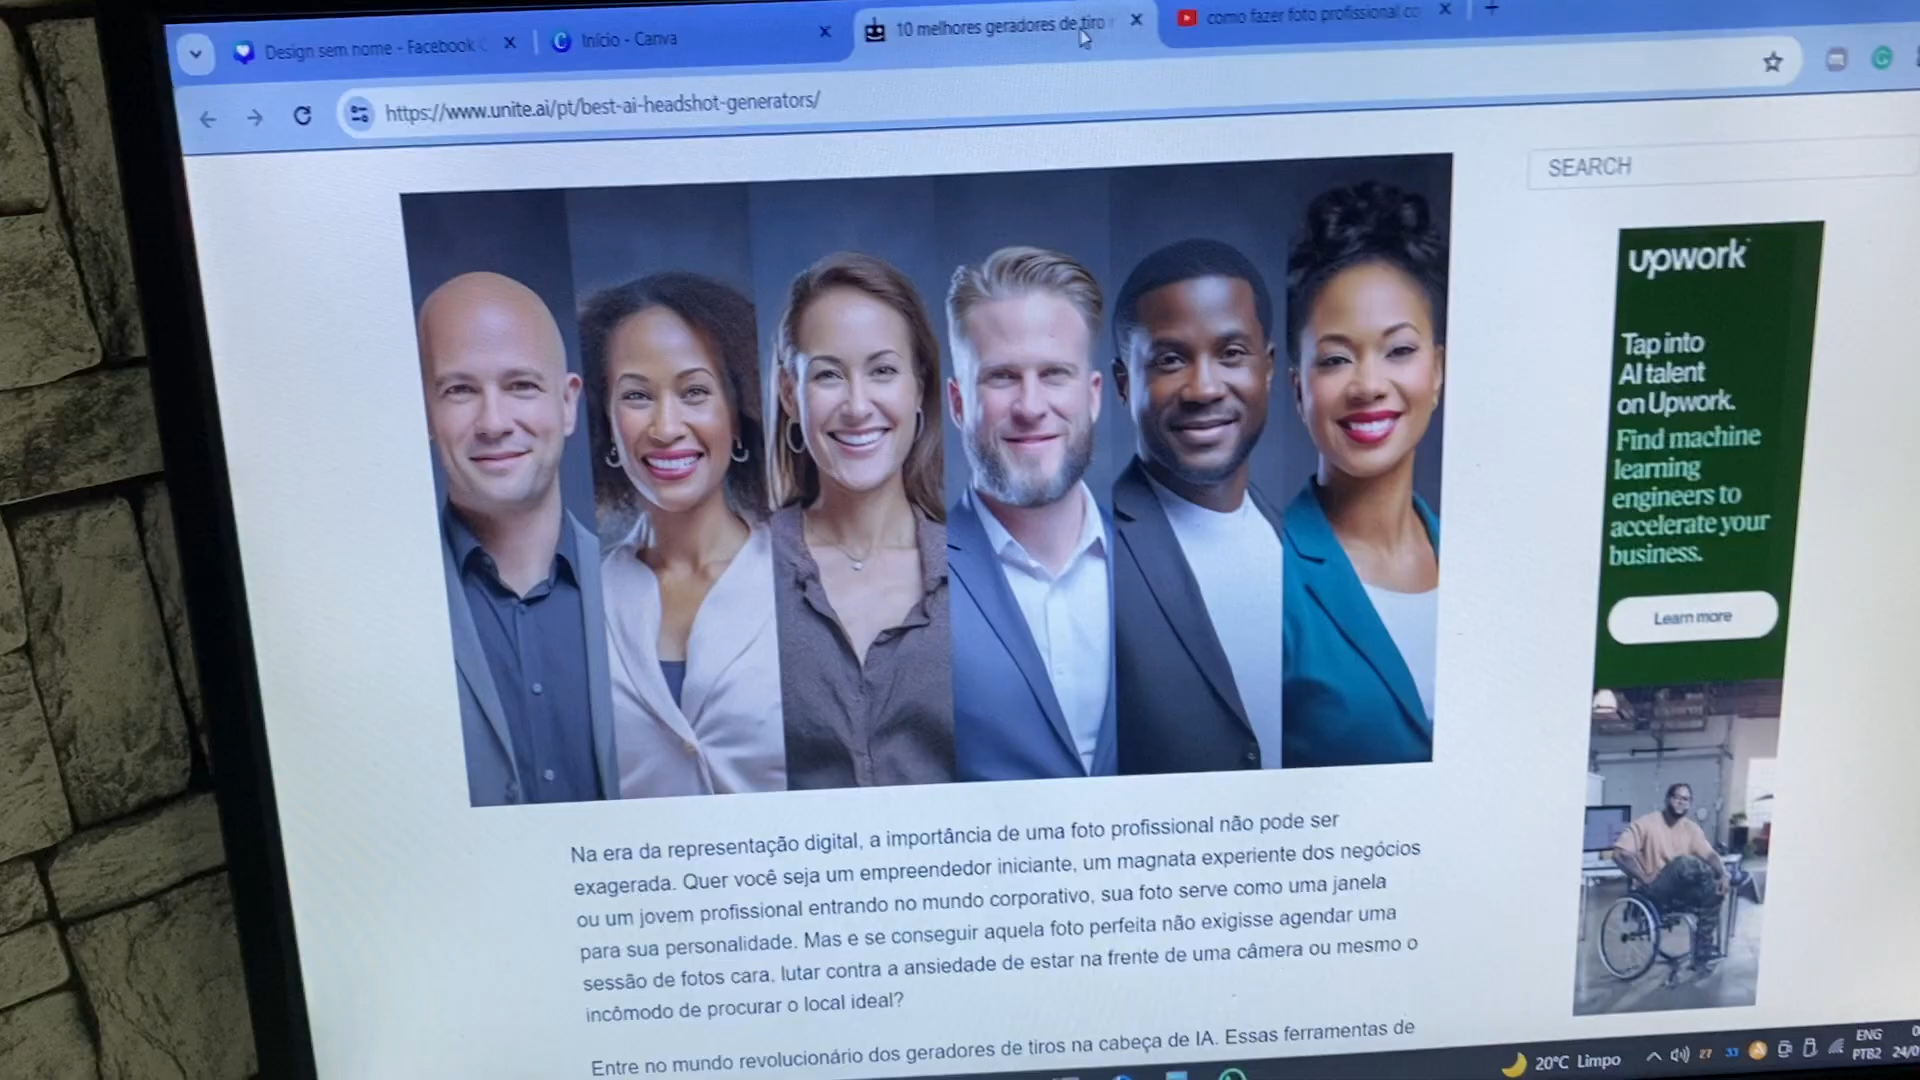 Design sem nome - Facebook
Início - Canva
10 melhores geradores de tiro
como fazer foto profissional co
https://www.unite.ai/pt/best-ai-headshot-generators/
SEARCH
upwork
Tap into
AI talent
on Upwork.
Find machine
learning
engineers to
accelerate your
business.
Learn more
Na era da representação digital, a importância de uma foto profissional não pode ser
exagerada. Quer você seja um empreendedor iniciante, um magnata experiente dos negócios
ou um jovem profissional entrando no mundo corporativo, sua foto serve como uma janela
para sua personalidade. Mas e se conseguir aquela foto perfeita não exigisse agendar uma
sessão de fotos cara, lutar contra a ansiedade de estar na frente de uma câmera ou mesmo o
incômodo de procurar o local ideal?
Entre no mundo revolucionário dos geradores de tiros na cabeça de IA. Essas ferramentas de
20°C Limpo
27
33
ENG
PTB2
24/0